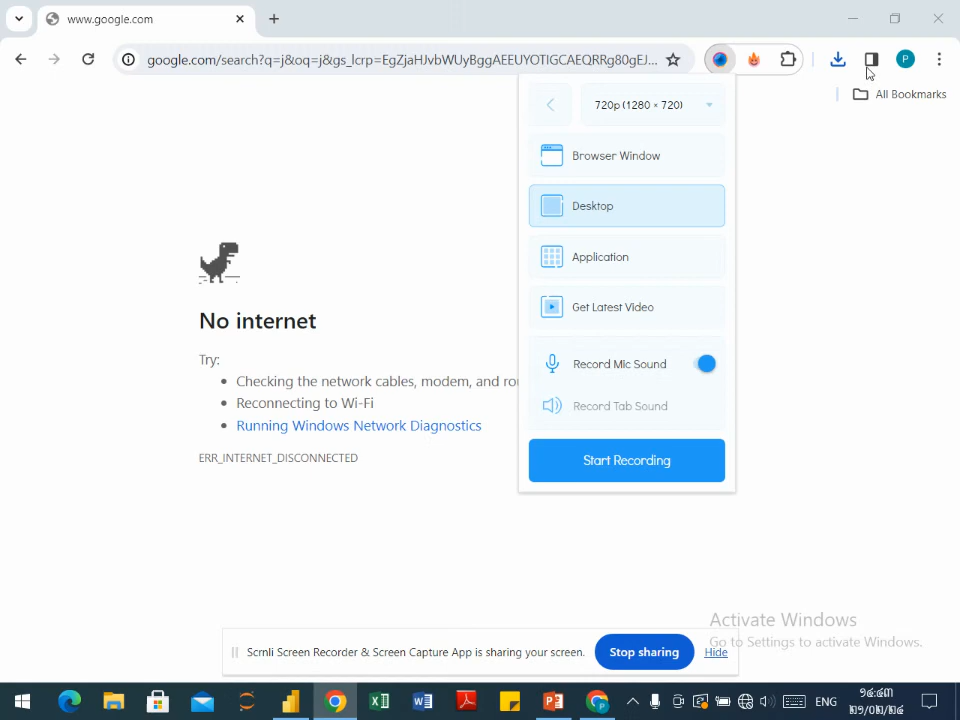 www.google.com
google.com/search?q=j&oq=j&gs_lcrp=EgZjaHJvbWUyBggAEEUYOTIGCAEQRRg80gEJ...
P
All Bookmarks
720p (1280 × 720)
Browser Window
Desktop
Application
Get Latest Video
Record Mic Sound
Record Tab Sound
Start Recording
No internet
Try:
Checking the network cables, modem, and rou
Reconnecting to Wi-Fi
Running Windows Network Diagnostics
ERR_INTERNET_DISCONNECTED
Activate Windows
Go to Settings to activate Windows.
Scrnli Screen Recorder & Screen Capture App is sharing your screen.
Stop sharing
Hide
ENG